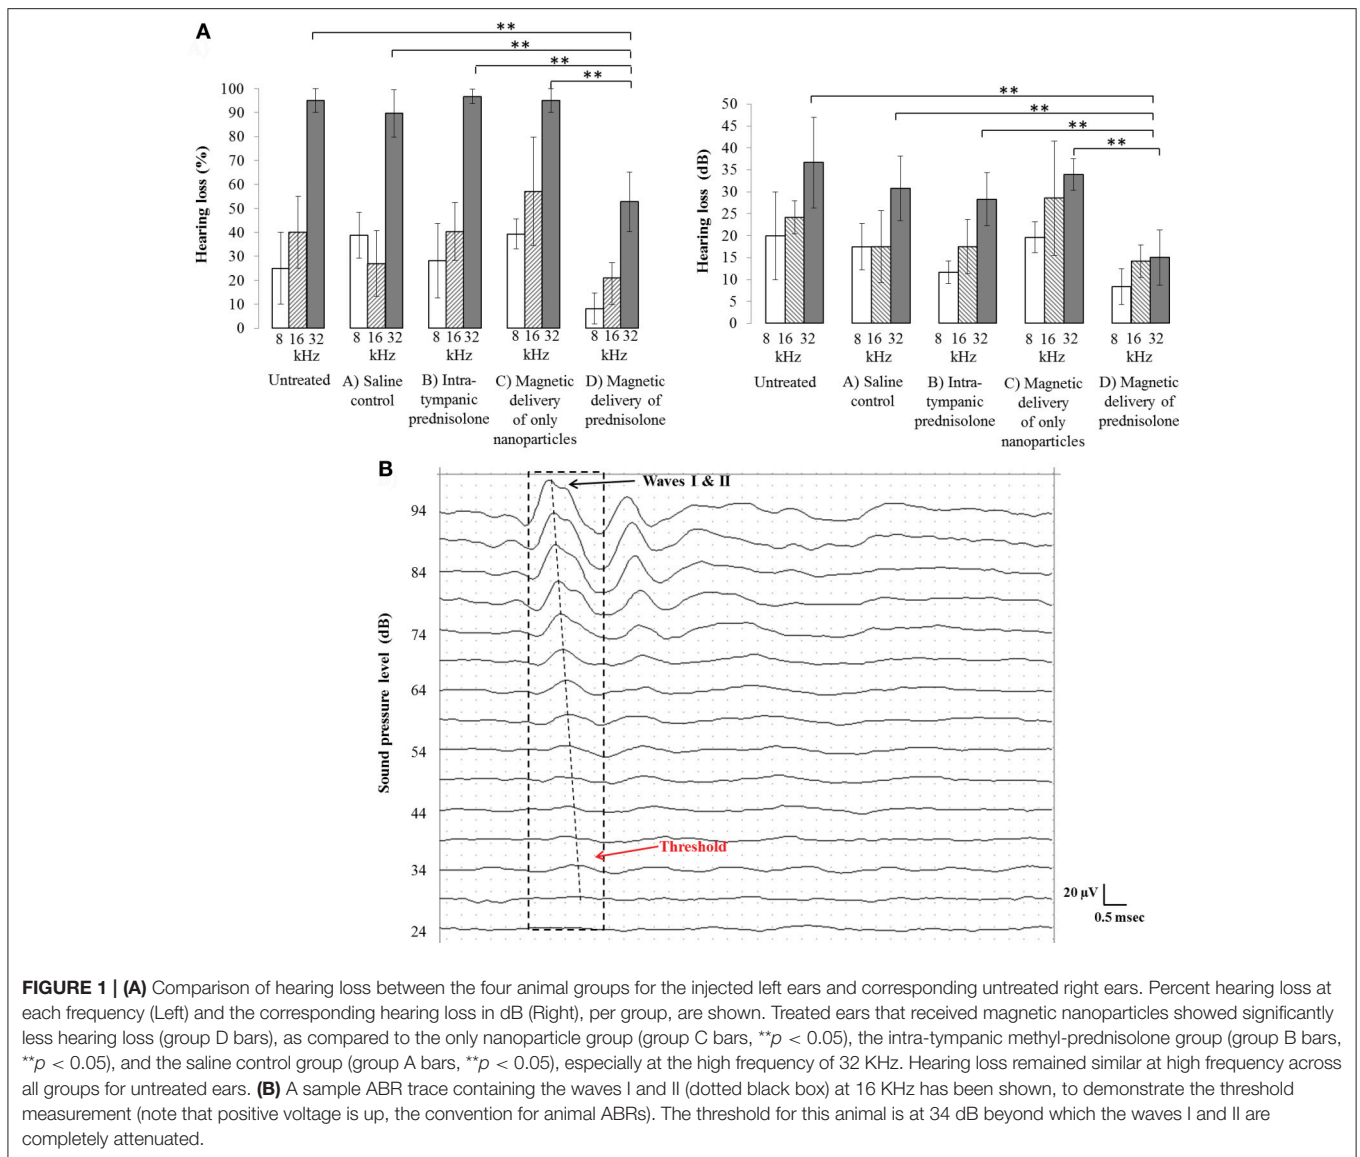 A
**
**
**
**
100
90
80
70
60
50
40
30
20
10
0
Hearing loss (%)
8 16 32
kHz
8 16 32
kHz
8 16 32
kHz
8 16 32
kHz
8 16 32
kHz
Untreated
A) Saline
control
B) Intra-
tympanic
prednisolone
C) Magnetic
delivery
of only
nanoparticles
D) Magnetic
delivery of
prednisolone
**
**
**
**
50
45
40
35
30
25
20
15
10
5
0
Hearing loss (dB)
8 16 32
kHz
8 16 32
kHz
8 16 32
kHz
8 16 32
kHz
8 16 32
kHz
Untreated
A) Saline
control
B) Intra-
tympanic
prednisolone
C) Magnetic
delivery
of only
nanoparticles
D) Magnetic
delivery of
prednisolone
B
Waves I & II
94
84
74
64
54
44
34
24
Sound pressure level (dB)
Threshold
20 µV
0.5 msec
FIGURE 1 | (A) Comparison of hearing loss between the four animal groups for the injected left ears and corresponding untreated right ears. Percent hearing loss at
each frequency (Left) and the corresponding hearing loss in dB (Right), per group, are shown. Treated ears that received magnetic nanoparticles showed significantly
less hearing loss (group D bars), as compared to the only nanoparticle group (group C bars, **p < 0.05), the intra-tympanic methyl-prednisolone group (group B bars,
**p < 0.05), and the saline control group (group A bars, **p < 0.05), especially at the high frequency of 32 KHz. Hearing loss remained similar at high frequency across
all groups for untreated ears. (B) A sample ABR trace containing the waves I and II (dotted black box) at 16 KHz has been shown, to demonstrate the threshold
measurement (note that positive voltage is up, the convention for animal ABRs). The threshold for this animal is at 34 dB beyond which the waves I and II are
completely attenuated.